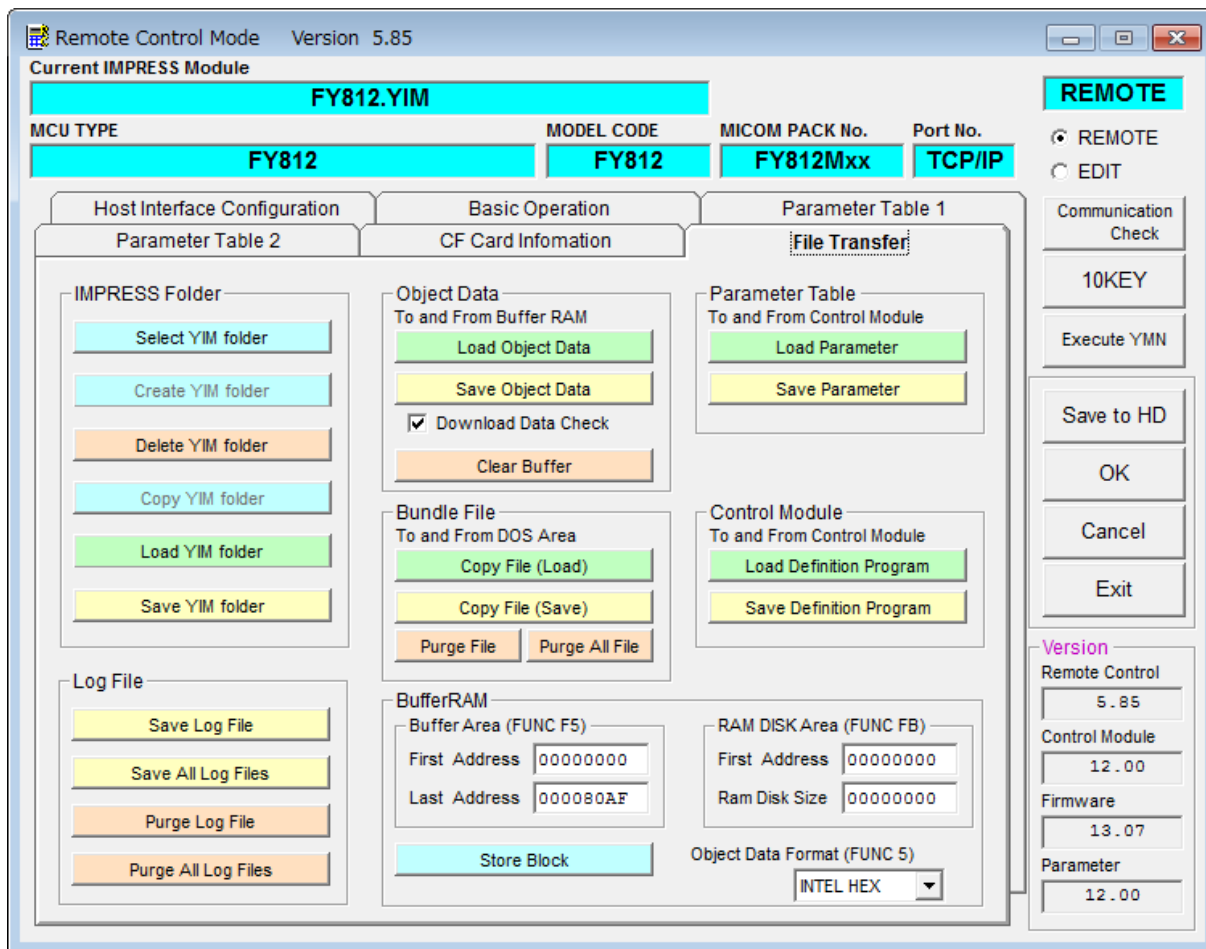 Remote Control Mode Version 5.85
Current IMPRESS Module
FY812.YIM
MCU TYPE MODEL CODE MICOM PACK No. Port No.
FY812 FY812 FY812Mxx TCP/IP
REMOTE
REMOTE
EDIT
Communication
Check
10KEY
Execute YMN
Save to HD
OK
Cancel
Exit
Host Interface Configuration Basic Operation Parameter Table 1
Parameter Table 2 CF Card Infomation File Transfer
IMPRESS Folder
Select YIM folder
Create YIM folder
Delete YIM folder
Copy YIM folder
Load YIM folder
Save YIM folder
Log File
Save Log File
Save All Log Files
Purge Log File
Purge All Log Files
Object Data
To and From Buffer RAM
Load Object Data
Save Object Data
Download Data Check
Clear Buffer
Bundle File
To and From DOS Area
Copy File (Load)
Copy File (Save)
Purge File Purge All File
Parameter Table
To and From Control Module
Load Parameter
Save Parameter
Control Module
To and From Control Module
Load Definition Program
Save Definition Program
BufferRAM
Buffer Area (FUNC F5)
First Address 00000000
Last Address 000080AF
RAM DISK Area (FUNC FB)
First Address 00000000
Ram Disk Size 00000000
Store Block
Object Data Format (FUNC 5)
INTEL HEX
Version
Remote Control
5.85
Control Module
12.00
Firmware
13.07
Parameter
12.00